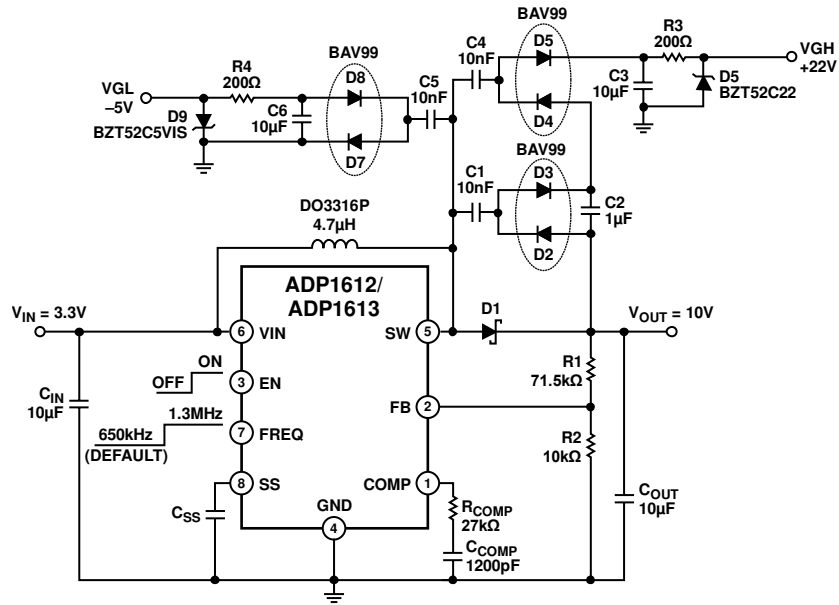 BAV99
D5
D4
C4
10nF
R3
200Ω
VGH
+22V
C3
10µF
D5
BZT52C22
BAV99
D8
D7
R4
200Ω
VGL
–5V
D9
BZT52C5VIS
C6
10µF
C5
10nF
BAV99
D3
D2
C1
10nF
C2
1µF
DO3316P
4.7µH
ADP1612/
ADP1613
VIN = 3.3V
6 VIN
SW 5
D1
VOUT = 10V
ON
OFF
3 EN
R1
71.5kΩ
CIN
10µF
FB 2
1.3MHz
650kHz
(DEFAULT)
7 FREQ
R2
10kΩ
8 SS
COMP 1
CSS
GND
4
RCOMP
27kΩ
CCOMP
1200pF
COUT
10µF